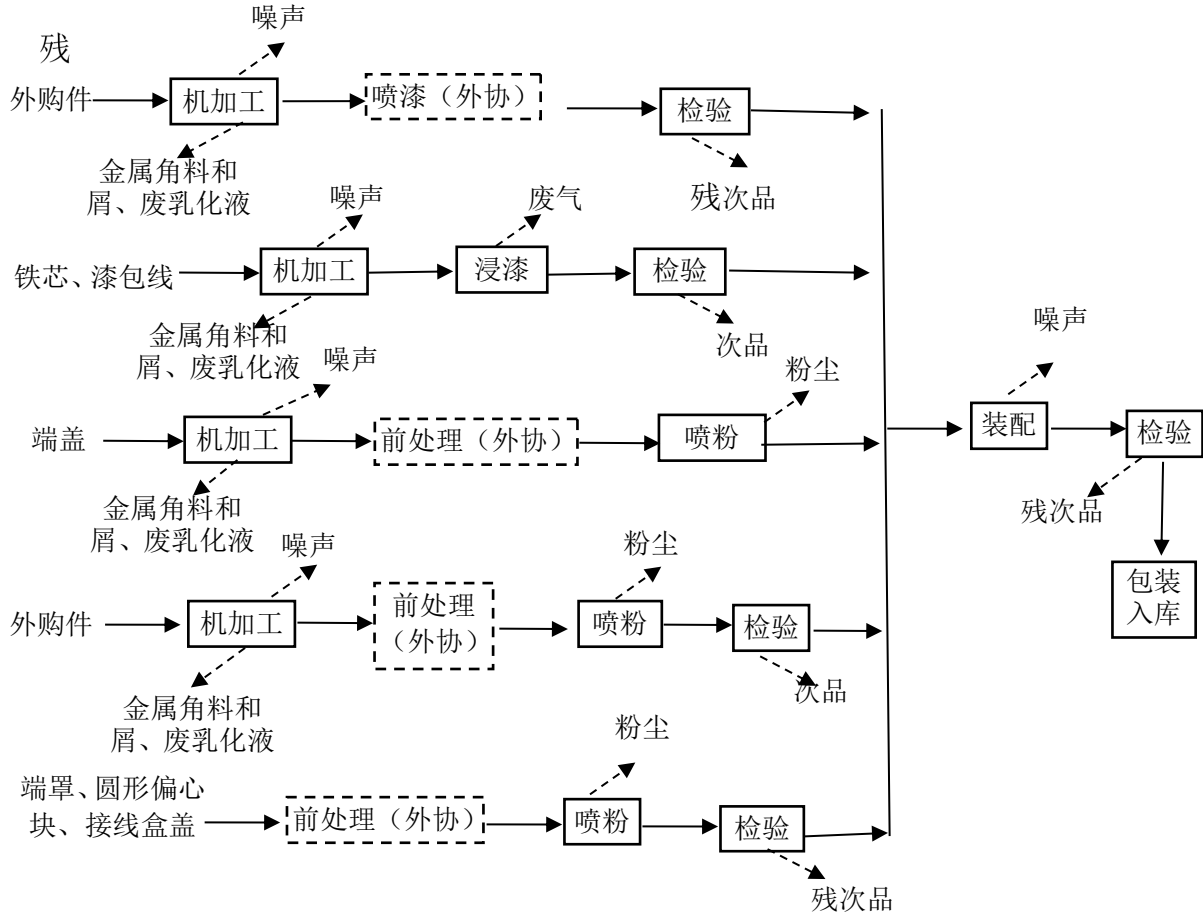 噪声
残
外购件
机加工
喷漆（外协）
检验
金属角料和
屑、废乳化液
残次品
噪声
废气
铁芯、漆包线
机加工
浸漆
检验
金属角料和
屑、废乳化液
次品
噪声
粉尘
端盖
机加工
前处理（外协）
喷粉
金属角料和
屑、废乳化液
噪声
装配
检验
残次品
包装
入库
噪声
粉尘
外购件
机加工
前处理
（外协）
喷粉
检验
金属角料和
屑、废乳化液
次品
粉尘
端罩、圆形偏心
块、接线盒盖
前处理（外协）
喷粉
检验
残次品